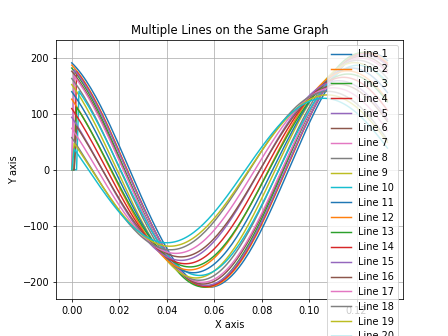 Multiple Lines on the Same Graph
Y axis
200
100
0
−100
−200
0.00
0.02
0.04
0.06
0.08
0.10
X axis
Line 1
Line 2
Line 3
Line 4
Line 5
Line 6
Line 7
Line 8
Line 9
Line 10
Line 11
Line 12
Line 13
Line 14
Line 15
Line 16
Line 17
Line 18
Line 19
Line 20